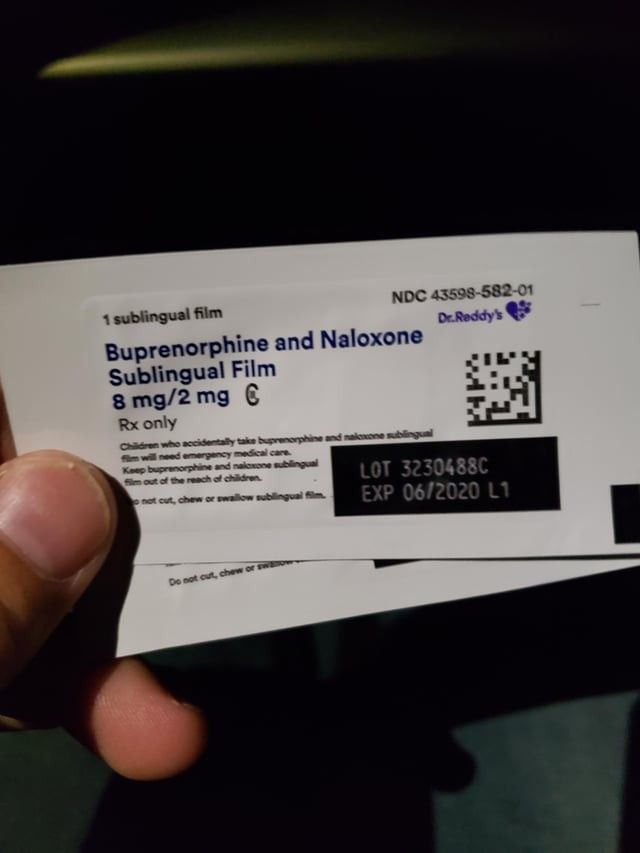 1 sublingual film
NDC 43598-582-01
Dr.Reddy's
Buprenorphine and Naloxone
Sublingual Film
8 mg/2 mg CIII
Rx only
Children who accidentally take buprenorphine and naloxone sublingual
film will need emergency medical care.
Keep buprenorphine and naloxone sublingual
film out of the reach of children.
o not cut, chew or swallow sublingual film.
LOT 3230488C
EXP 06/2020 L1
Do not cut, chew or swallow